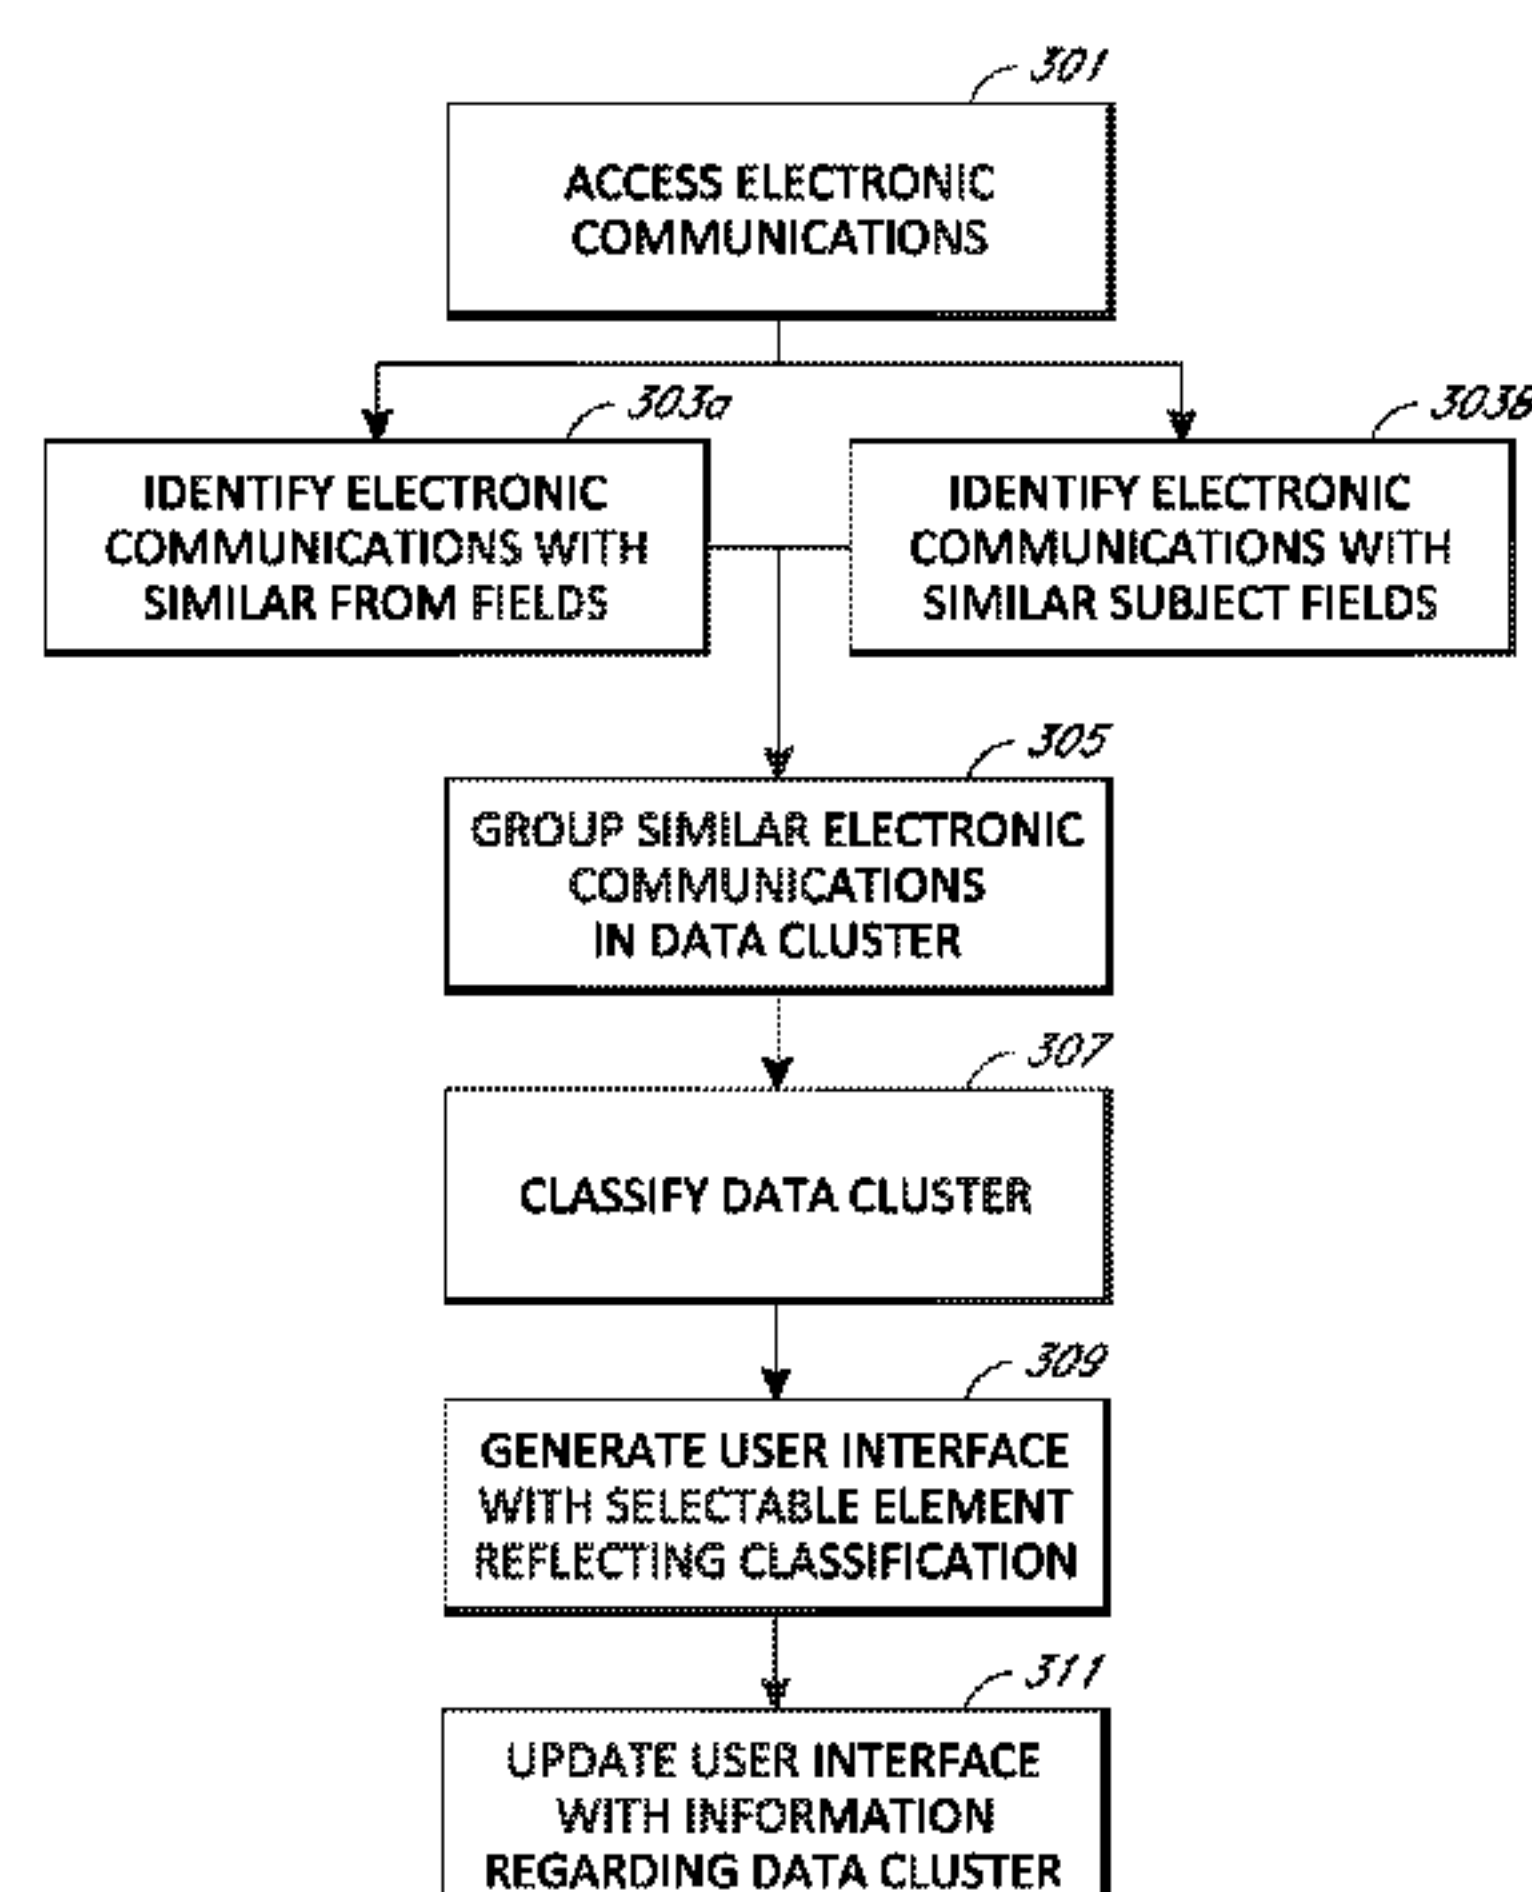 301
ACCESS ELECTRONIC
COMMUNICATIONS
303a
IDENTIFY ELECTRONIC
COMMUNICATIONS WITH
SIMILAR FROM FIELDS
303B
IDENTIFY ELECTRONIC
COMMUNICATIONS WITH
SIMILAR SUBJECT FIELDS
305
GROUP SIMILAR ELECTRONIC
COMMUNICATIONS
IN DATA CLUSTER
307
CLASSIFY DATA CLUSTER
309
GENERATE USER INTERFACE
WITH SELECTABLE ELEMENT
REFLECTING CLASSIFICATION
311
UPDATE USER INTERFACE
WITH INFORMATION
REGARDING DATA CLUSTER